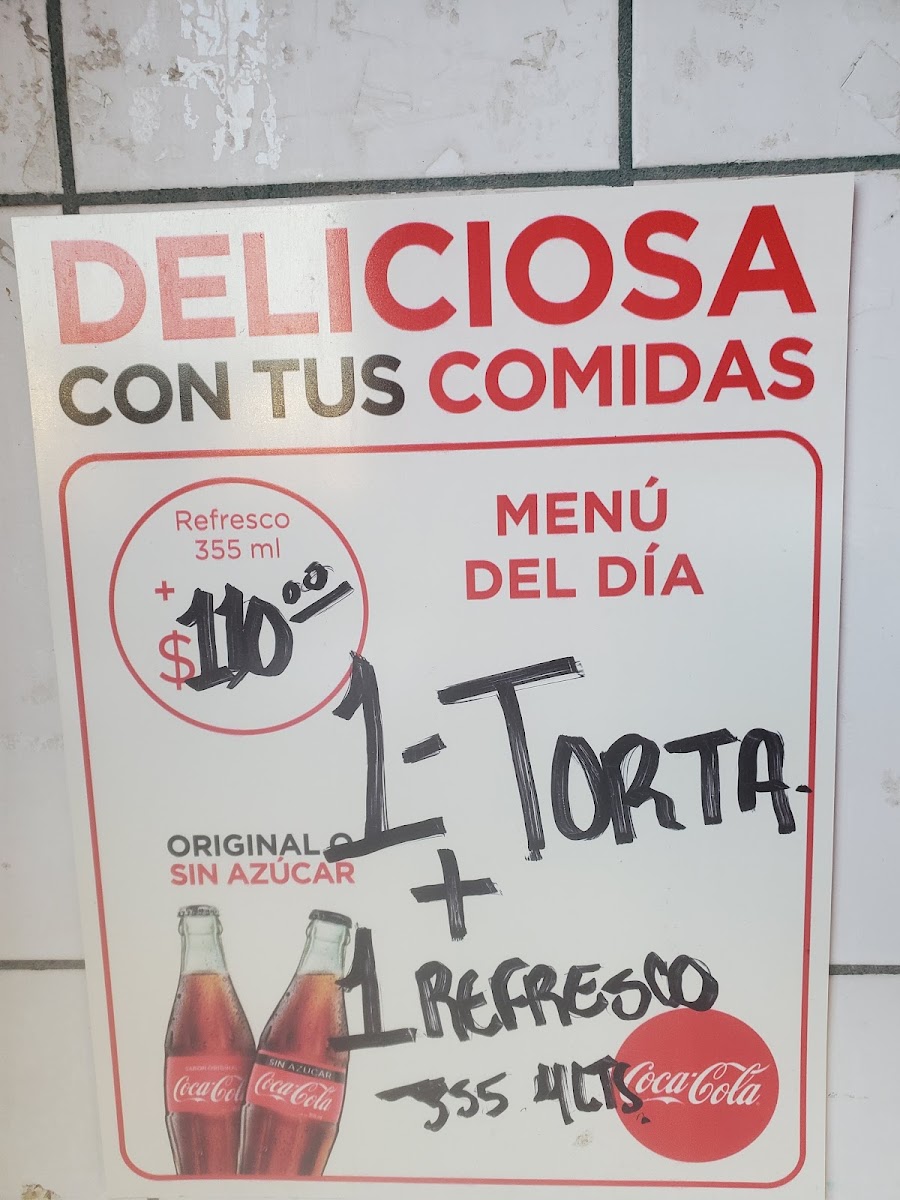 DELICIOSA
CON TUS COMIDAS
Refresco
355 ml
+
$110.00
MENÚ
DEL DÍA
1-TORTA.
+
1 REFRESCO
355 MLTS.
ORIGINAL O
SIN AZÚCAR
Coca-Cola
SIN AZUCAR
Coca-Cola
Coca-Cola